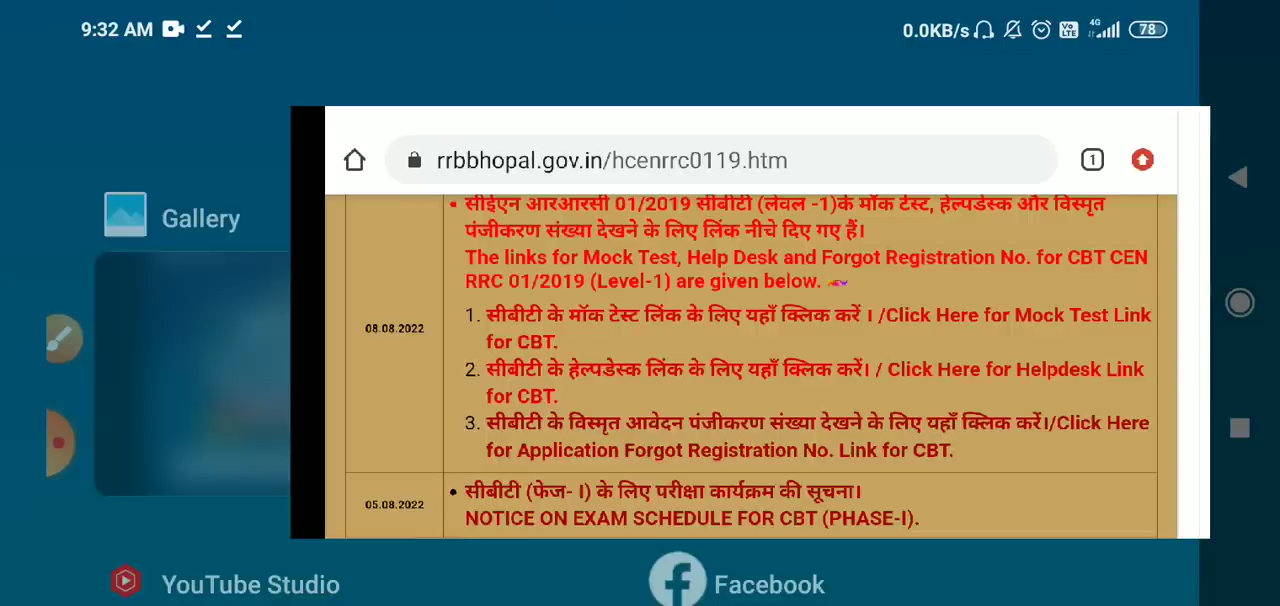 9:32 AM
0.0KB/s
Vo LTE
4G
78
rrbbhopal.gov.in/hcenrrc0119.htm
1
Gallery
• सीईएन आरआरसी 01/2019 सीबीटी (लेवल -1)के मॉक टेस्ट, हेल्पडेस्क और विस्मृत
पंजीकरण संख्या देखने के लिए लिंक नीचे दिए गए हैं।
The links for Mock Test, Help Desk and Forgot Registration No. for CBT CEN
RRC 01/2019 (Level-1) are given below.
08.08.2022
1. सीबीटी के मॉक टेस्ट लिंक के लिए यहाँ क्लिक करें । /Click Here for Mock Test Link
for CBT.
2. सीबीटी के हेल्पडेस्क लिंक के लिए यहाँ क्लिक करें। / Click Here for Helpdesk Link
for CBT.
3. सीबीटी के विस्मृत आवेदन पंजीकरण संख्या देखने के लिए यहाँ क्लिक करें।/Click Here
for Application Forgot Registration No. Link for CBT.
05.08.2022
• सीबीटी (फेज- I) के लिए परीक्षा कार्यक्रम की सूचना।
NOTICE ON EXAM SCHEDULE FOR CBT (PHASE-I).
YouTube Studio
Facebook